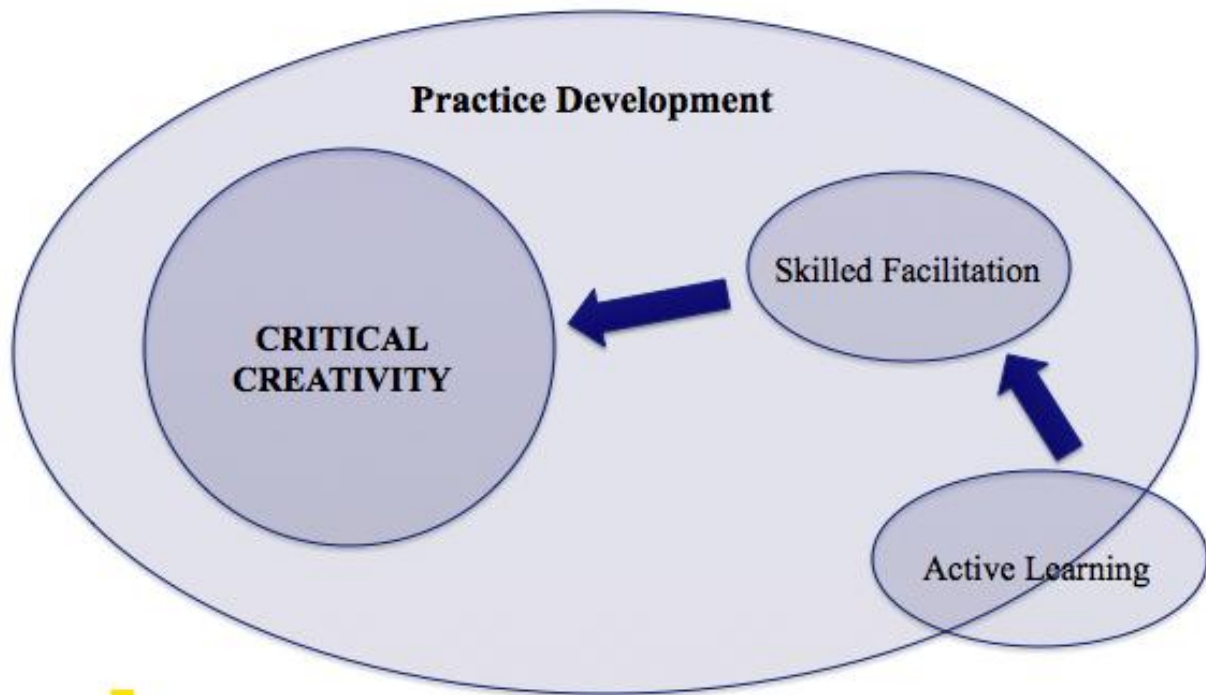 Practice Development
Skilled Facilitation
CRITICAL
CREATIVITY
Active Learning